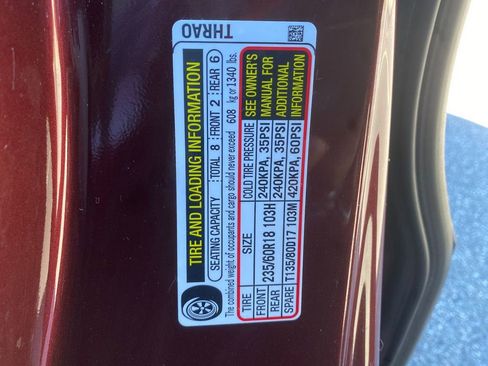 THRA0
TIRE AND LOADING INFORMATION
SEATING CAPACITY TOTAL 8 FRONT 2 REAR 6
The combined weight of occupants and cargo should never exceed 608 kg or 1340 lbs.
TIRE SIZE COLD TIRE PRESSURE
FRONT 235/60R18 103H 240KPA, 35PSI
REAR 235/60R18 103H 240KPA, 35PSI
SPARE T135/80D17 103M 420KPA, 60PSI
SEE OWNER'S
MANUAL FOR
ADDITIONAL
INFORMATION